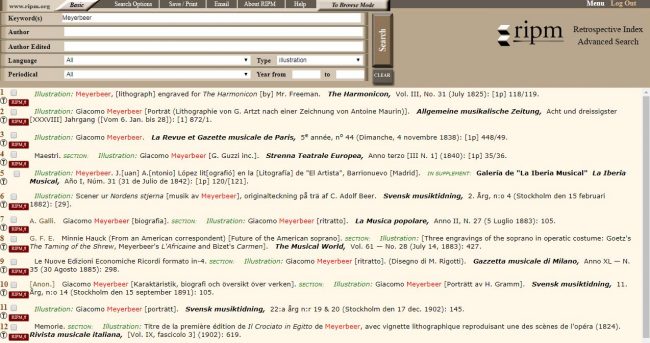 www.ripm.org Basic Search Options Save / Print Email About RIPM Help To Browse Mode Menu Log Out
Keyword(s) Meyerbeer
Author
Author Edited
Language All Type illustration
Periodical All Year from to
Search
CLEAR
ripm Retrospective Index
Advanced Search
1 Illustration: Meyerbeer, [lithograph] engraved for The Harmonicon [by] Mr. Freeman. The Harmonicon, Vol. III, No. 31 (July 1825): [1p] 118/119.
2 Illustration: Giacomo Meyerbeer [Porträt (Lithographie von G. Artzt nach einer Zeichnung von Antoine Maurin)]. Allgemeine musikalische Zeitung, Acht und dreissigster
[XXXVIII] Jahrgang ([Vom 6. Jan. bis 28]): [1] 872/1.
3 Illustration: Giacomo Meyerbeer. La Revue et Gazette musicale de Paris, 5e année, nº 44 (Dimanche, 4 novembre 1838): [1p] 448/49.
4 Maestri. SECTION: Illustration: Giacomo Meyerbeer [G. Guzzi inc.]. Strenna Teatrale Europea, Anno terzo [III N. 1] (1840): [1p] 35/36.
5 Illustration: Meyerbeer. J.[uan] A.[ntonio] López lit[ografió] en la [Litografía] de "El Artista", Barrionuevo [Madrid]. IN SUPPLEMENT: Galería de "La Iberia Musical" La Iberia
Musical, Año I, Núm. 31 (31 de Julio de 1842): [1p] 120/[121].
6 Illustration: Scener ur Nordens stjerna [musik av Meyerbeer], originalteckning på trä af C. Adolf Beer. Svensk musiktidning, 2. Årg, n:o 4 (Stockholm den 15 februari
1882): [29].
7 A. Galli. Giacomo Meyerbeer [biografia]. SECTION: Illustration: Giacomo Meyerbeer [ritratto]. La Musica popolare, Anno II, N. 27 (5 Luglio 1883): 105.
8 G. F. E. Minnie Hauck (From an American correspondent) [Future of the American soprano]. SECTION: Illustration: [Three engravings of the soprano in operatic costume: Goetz's
The Taming of the Shrew, Meyerbeer's L'Africaine and Bizet's Carmen]. The Musical World, Vol. 61 — No. 28 (July 14, 1883): 427.
9 Le Nuove Edizioni Economiche Ricordi formato in-4. SECTION: Illustration: Giacomo Meyerbeer [ritratto]. (Disegno di M. Rigotti). Gazzetta musicale di Milano, Anno XL — N.
35 (30 Agosto 1885): 298.
10 [Anon.] Giacomo Meyerbeer [Karaktäristik, biografi och översikt över verken]. SECTION: Illustration: Giacomo Meyerbeer [Porträtt av H. Gramm]. Svensk musiktidning, 11.
Årg, n:o 14 (Stockholm den 15 september 1891): 105.
11 Illustration: Giacomo Meyerbeer [portätt]. Svensk musiktidning, 22:a årg n:r 19 & 20 (Stockholm den 17 dec. 1902): 145.
12 Memorie. SECTION: Illustration: Titre de la première édition de Il Crociato in Egitto de Meyerbeer, avec vignette lithographique reproduisant une des scènes de l'opéra (1824).
Rivista musicale italiana, [Vol. IX, fascicolo 3] (1902): 619.